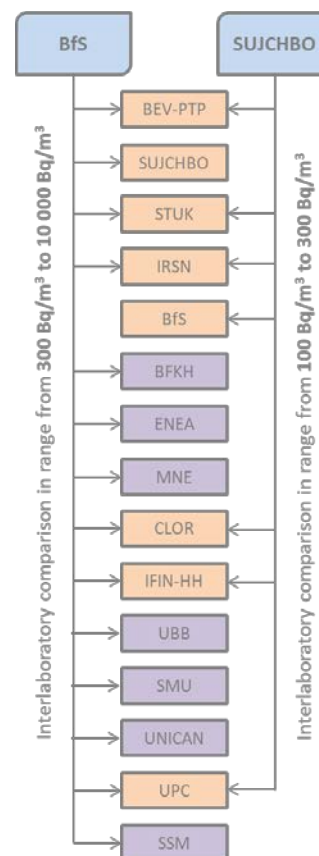 BfS
SUJCHBO
Interlaboratory comparison in range from 300 Bq/m³ to 10 000 Bq/m³
BEV-PTP
SUJCHBO
STUK
IRSN
BfS
BFKH
ENEA
MNE
CLOR
IFIN-HH
UBB
SMU
UNICAN
UPC
SSM
Interlaboratory comparison in range from 100 Bq/m³ to 300 Bq/m³